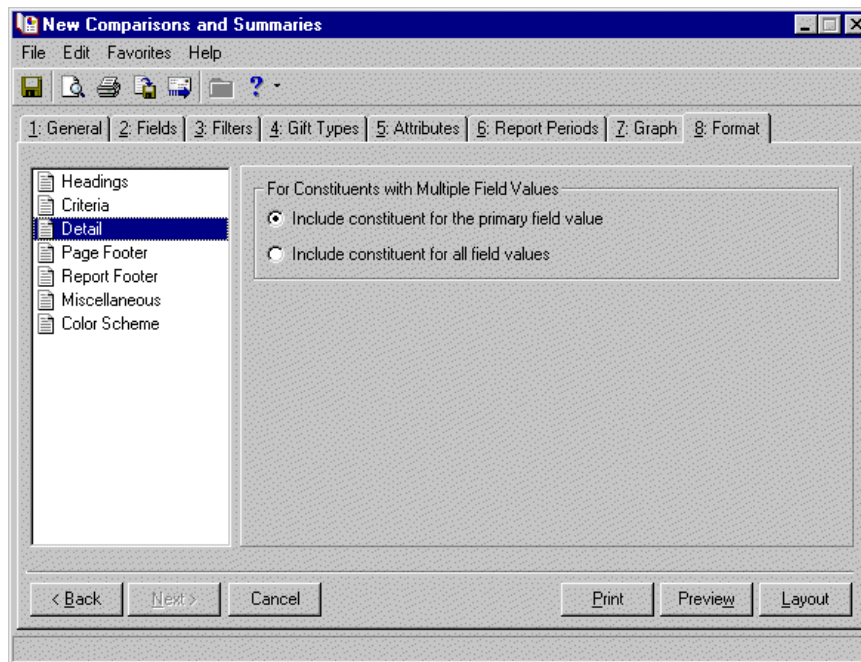 New Comparisons and Summaries
File Edit Favorites Help
1: General 2: Fields 3: Filters 4: Gift Types 5: Attributes 6: Report Periods 7: Graph 8: Format
Headings
Criteria
Detail
Page Footer
Report Footer
Miscellaneous
Color Scheme
For Constituents with Multiple Field Values
Include constituent for the primary field value
Include constituent for all field values
< Back Next > Cancel Print Preview Layout